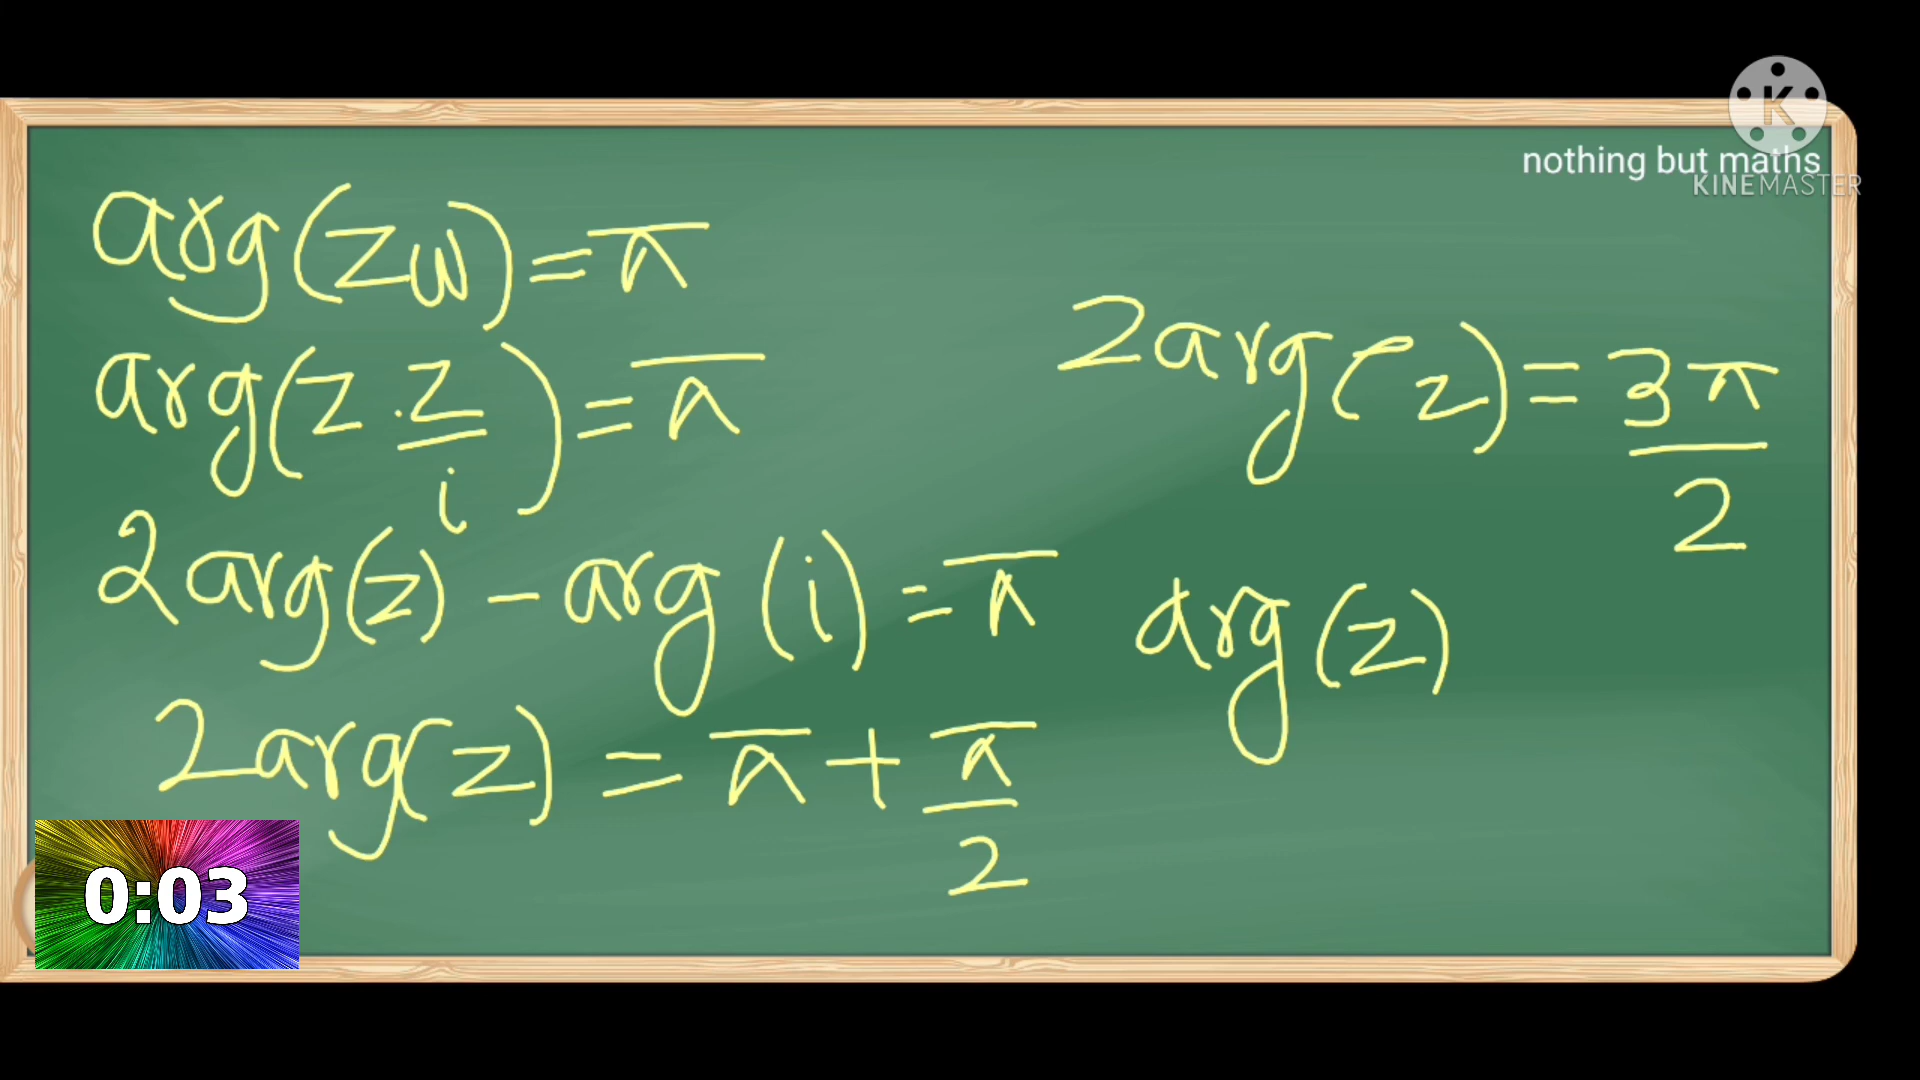 nothing but maths
KINEMASTER
arg(zw)=π
arg(z.z/i)=π
2arg(z)-arg(i)=π
2arg(z)=π+π/2
2arg(z)=3π/2
arg(z)
0:03